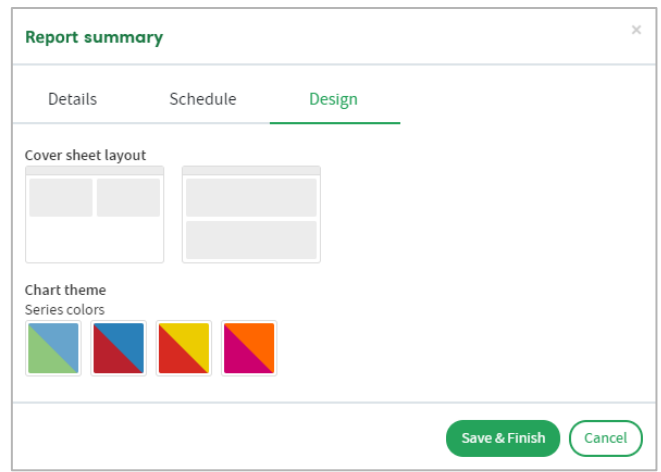 Report summary
×
Details Schedule Design
Cover sheet layout
Chart theme
Series colors
Save & Finish Cancel